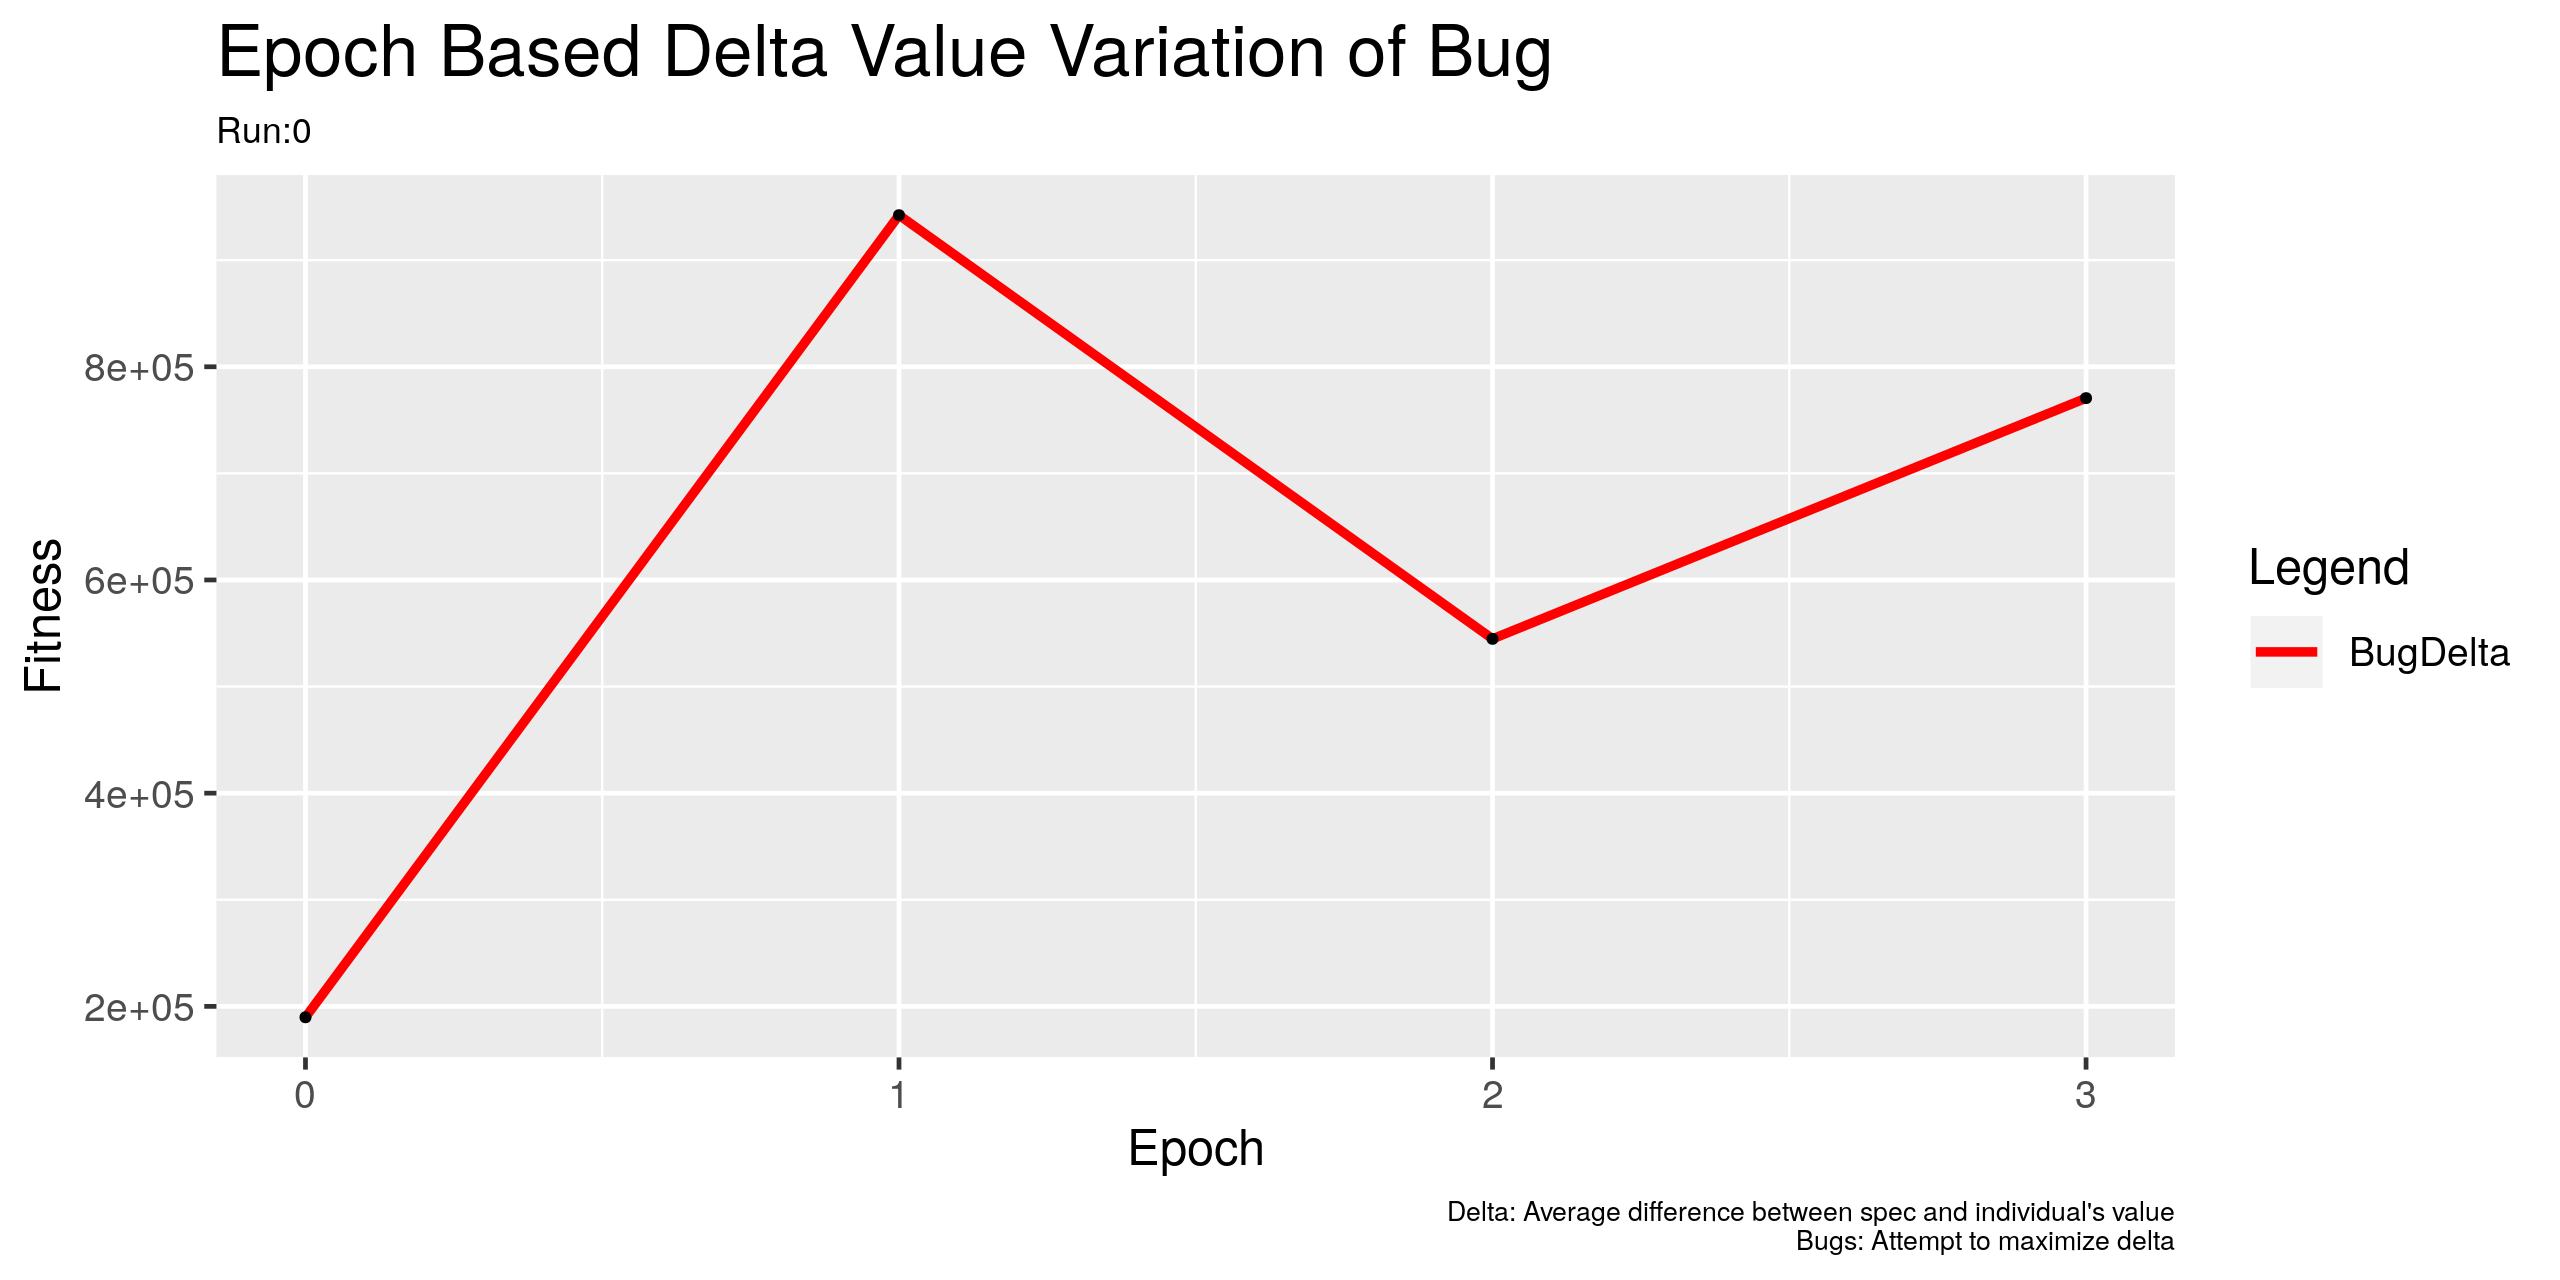 Epoch Based Delta Value Variation of Bug
Run:0
Fitness
8e+05
6e+05
4e+05
2e+05
0
1
2
3
Epoch
Legend
BugDelta
Delta: Average difference between spec and individual's value
Bugs: Attempt to maximize delta